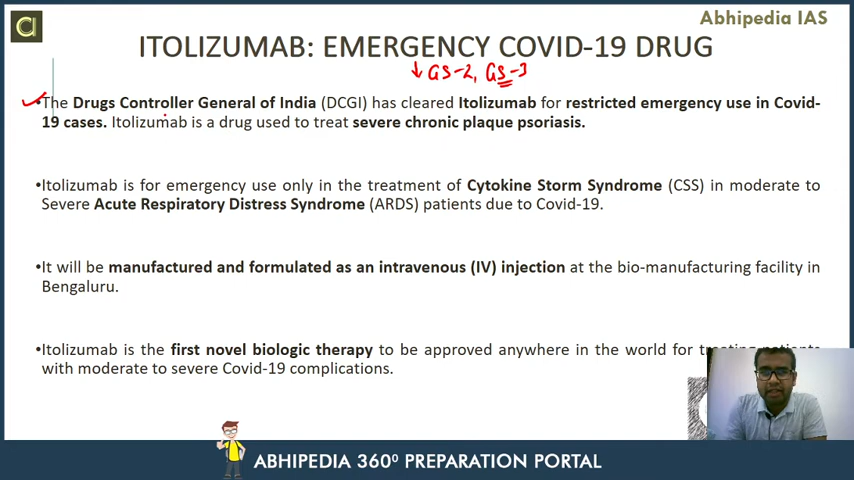 Abhipedia IAS
ITOLIZUMAB: EMERGENCY COVID-19 DRUG
↓ GS-2, GS-3
•The Drugs Controller General of India (DCGI) has cleared Itolizumab for restricted emergency use in Covid-
19 cases. Itolizumab is a drug used to treat severe chronic plaque psoriasis.
•Itolizumab is for emergency use only in the treatment of Cytokine Storm Syndrome (CSS) in moderate to
Severe Acute Respiratory Distress Syndrome (ARDS) patients due to Covid-19.
•It will be manufactured and formulated as an intravenous (IV) injection at the bio-manufacturing facility in
Bengaluru.
•Itolizumab is the first novel biologic therapy to be approved anywhere in the world for treating patients
with moderate to severe Covid-19 complications.
ABHIPEDIA 360⁰ PREPARATION PORTAL